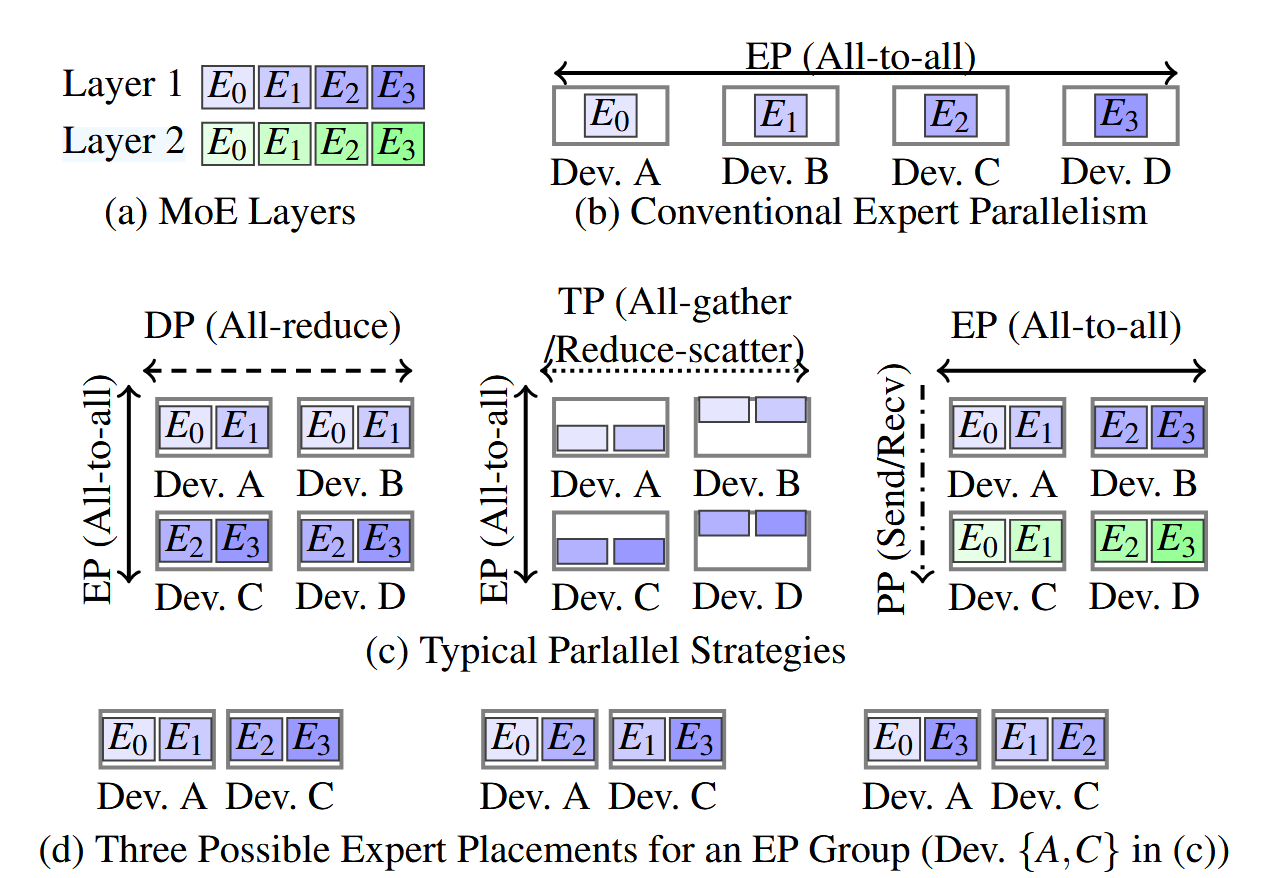 EP (All-to-all)
Layer 1 E0 E1 E2 E3
Layer 2 E0 E1 E2 E3
E0 E1 E2 E3
Dev. A Dev. B Dev. C Dev. D
(a) MoE Layers
(b) Conventional Expert Parallelism
DP (All-reduce)
EP (All-to-all)
E0 E1 E0 E1
Dev. A Dev. B
E2 E3 E2 E3
Dev. C Dev. D
TP (All-gather
/Reduce-scatter)
EP (All-to-all)
Dev. A Dev. B
Dev. C Dev. D
EP (All-to-all)
PP (Send/Recv)
E0 E1 E2 E3
Dev. A Dev. B
E0 E1 E2 E3
Dev. C Dev. D
(c) Typical Parlallel Strategies
E0 E1 E2 E3
Dev. A Dev. C
E0 E2 E1 E3
Dev. A Dev. C
E0 E3 E1 E2
Dev. A Dev. C
(d) Three Possible Expert Placements for an EP Group (Dev. {A,C} in (c))